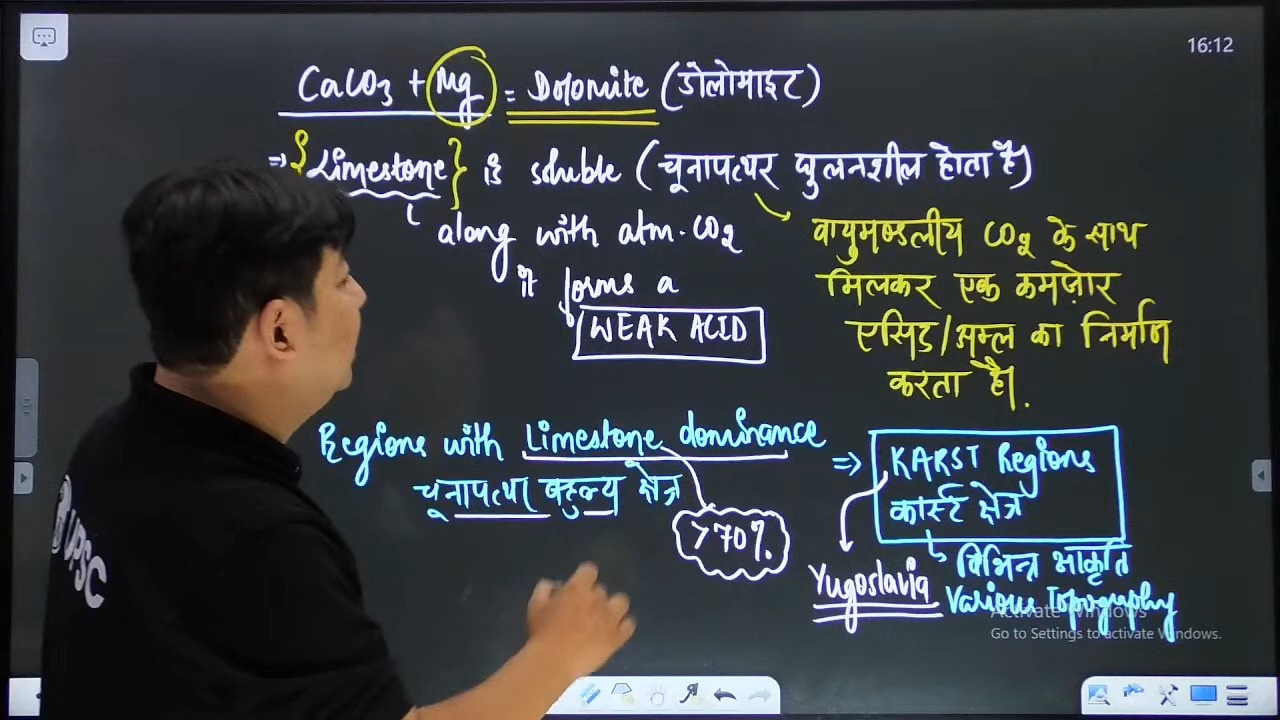 16:12
CaCO3 + Mg = Dolomite (डोलोमाइट)
⇒ {Limestone} is soluble (चूनापत्थर घुलनशील होता है)
along with atm. CO2
it forms a
WEAK ACID
वायुमण्डलीय CO2 के साथ
मिलकर एक कमज़ोर
एसिड/अम्ल का निर्माण
करता है।.
Regions with Limestone dominance
चूनापत्थर बहुल्य क्षेत्र
>70%.
⇒ KARST Regions
कार्स्ट क्षेत्र
विभिन्न आकृति
Various Topography
Yugoslavia
UPSC
Activate Windows
Go to Settings to activate Windows.